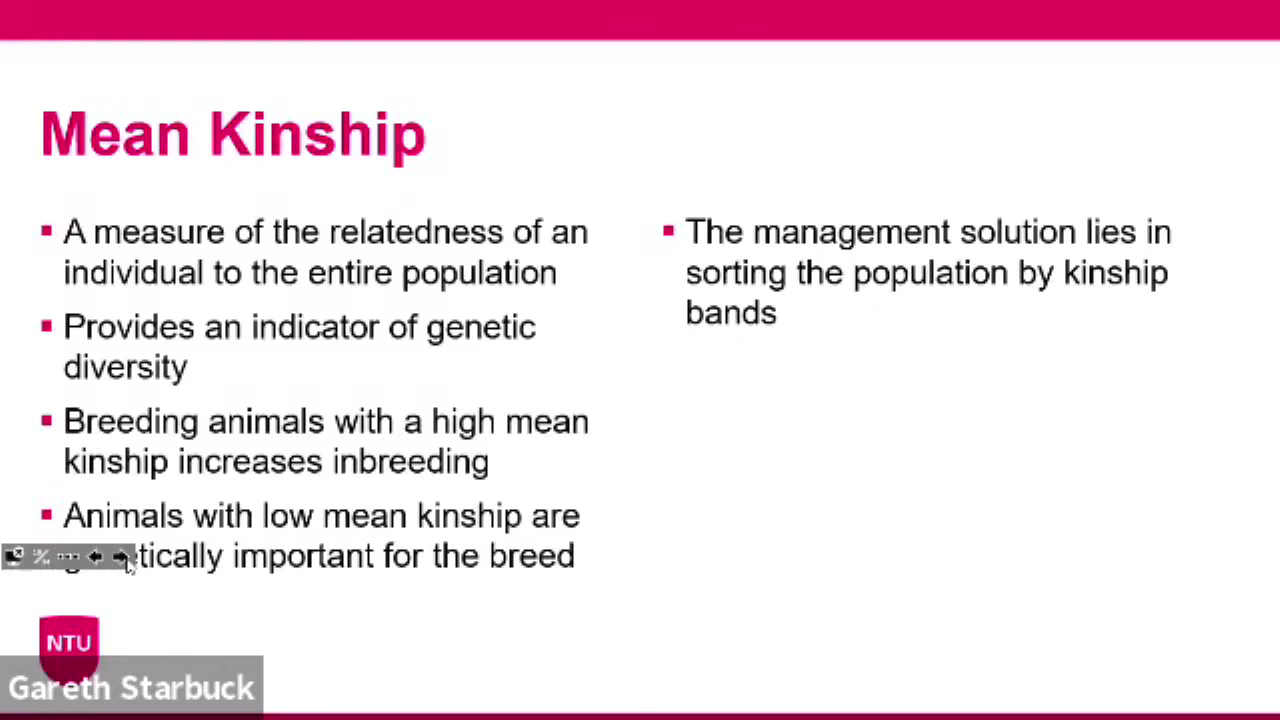 Mean Kinship
A measure of the relatedness of an
individual to the entire population
Provides an indicator of genetic
diversity
Breeding animals with a high mean
kinship increases inbreeding
Animals with low mean kinship are
tically important for the breed
The management solution lies in
sorting the population by kinship
bands
NTU
Gareth Starbuck